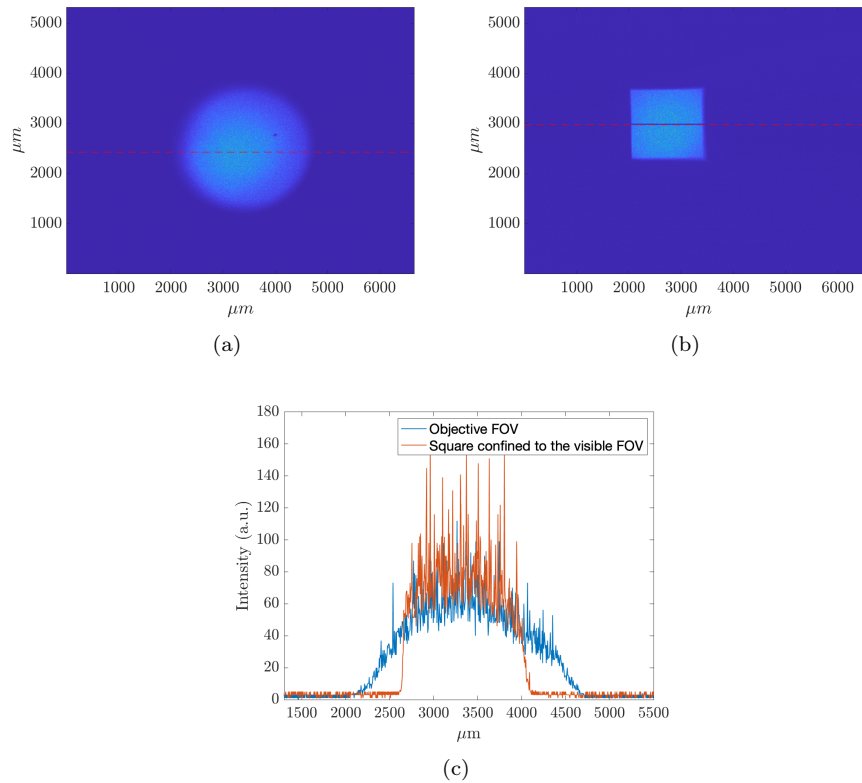 5000
4000
3000
2000
1000
μm
1000 2000 3000 4000 5000 6000
μm
(a)
5000
4000
3000
2000
1000
μm
1000 2000 3000 4000 5000 6000
μm
(b)
180
160
140
120
100
80
60
40
20
0
Intensity (a.u.)
Objective FOV
Square confined to the visible FOV
1500 2000 2500 3000 3500 4000 4500 5000 5500
μm
(c)